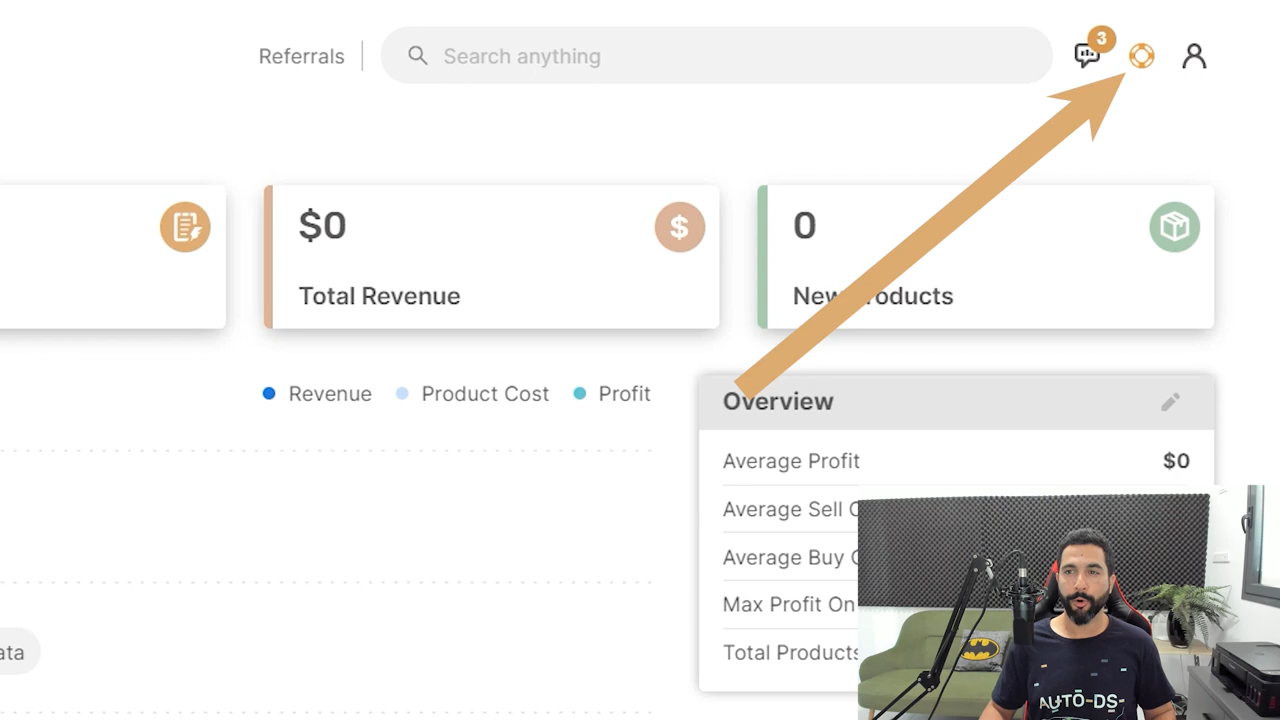 Referrals
Search anything
3
$0
Total Revenue
0
New Products
Revenue
Product Cost
Profit
Overview
Average Profit
$0
Average Sell
Average Buy
Max Profit On
Total Products
ata
AUTO-DS